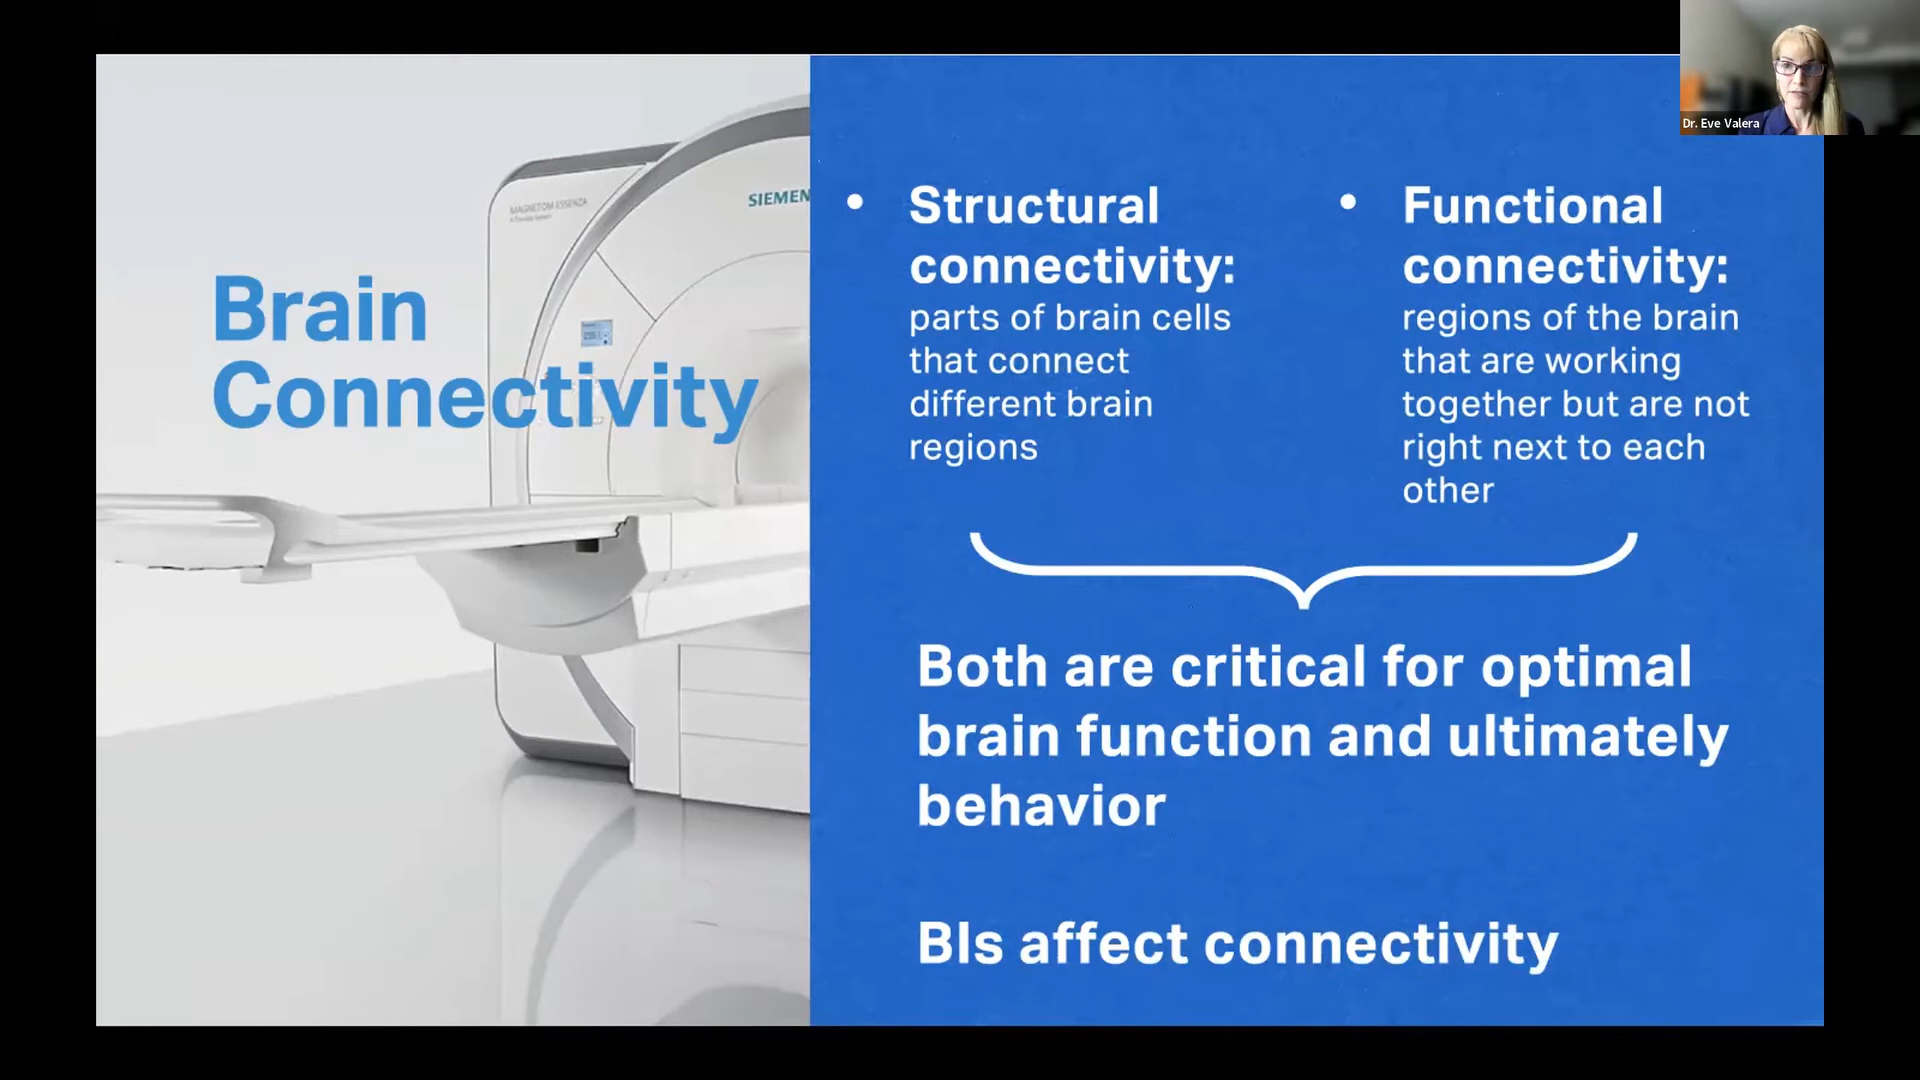 Dr. Eve Valera
MAGNETOM ESSENZA
SIEMEN
Brain
Connectivity
• Structural
connectivity:
parts of brain cells
that connect
different brain
regions
• Functional
connectivity:
regions of the brain
that are working
together but are not
right next to each
other
Both are critical for optimal
brain function and ultimately
behavior
BIs affect connectivity